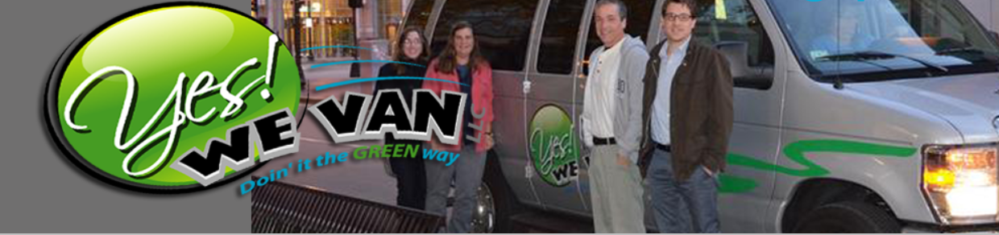 Yes!
WE VAN LLC
Doin' it the GREEN way
Yes!
WE